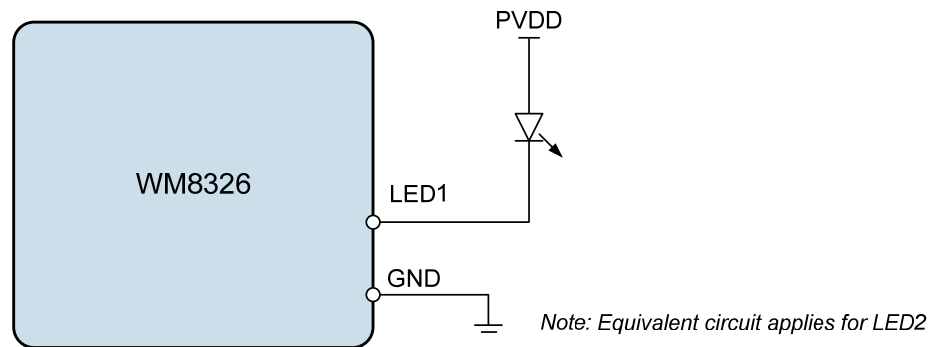 PVDD
WM8326
LED1
GND
Note: Equivalent circuit applies for LED2